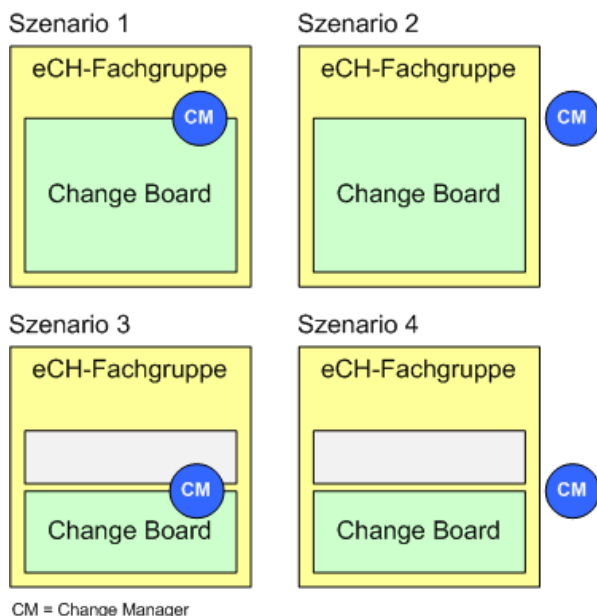 Szenario 1
eCH-Fachgruppe
CM
Change Board
Szenario 2
eCH-Fachgruppe
CM
Change Board
Szenario 3
eCH-Fachgruppe
CM
Change Board
Szenario 4
eCH-Fachgruppe
CM
Change Board
CM = Change Manager